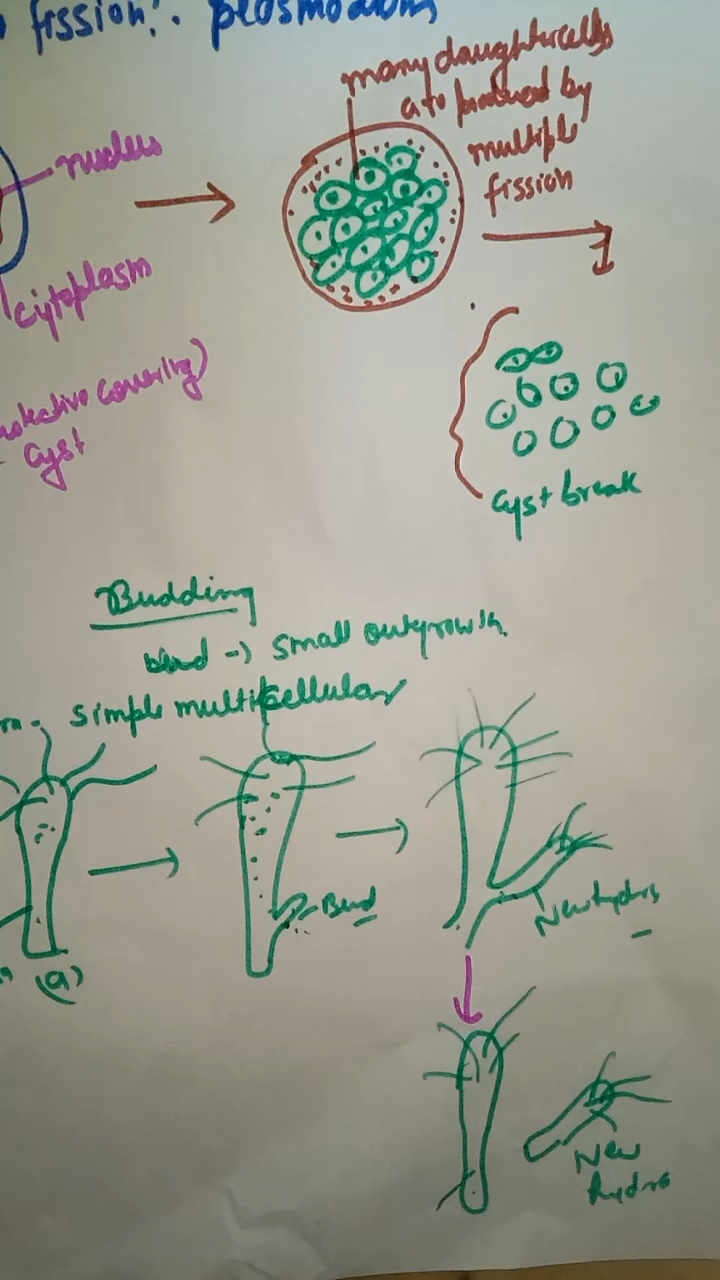 fission: plasmodium
many daughter cells
are produced by
multiple
fission
nucleus
cytoplasm
covering)
cyst
cyst break
Budding
bud → small outgrowth
simple multicellular
Bud
New hydra
(a)
New
hydra